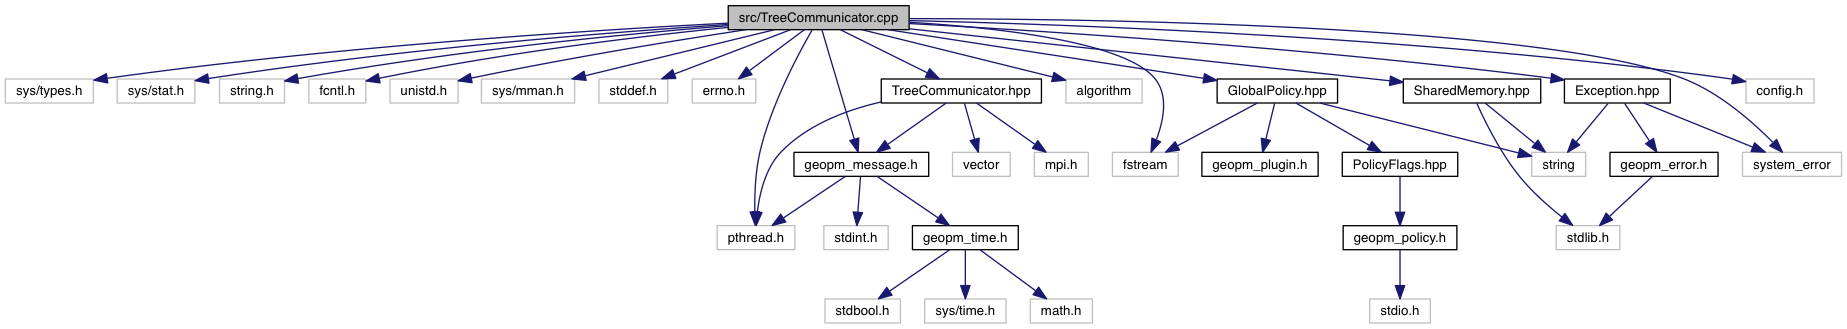 src/TreeCommunicator.cpp
sys/types.h
sys/stat.h
string.h
fcntl.h
unistd.h
sys/mman.h
stddef.h
errno.h
TreeCommunicator.hpp
algorithm
GlobalPolicy.hpp
SharedMemory.hpp
Exception.hpp
config.h
geopm_message.h
vector
mpi.h
fstream
geopm_plugin.h
PolicyFlags.hpp
string
geopm_error.h
system_error
pthread.h
stdint.h
geopm_time.h
geopm_policy.h
stdlib.h
stdbool.h
sys/time.h
math.h
stdio.h